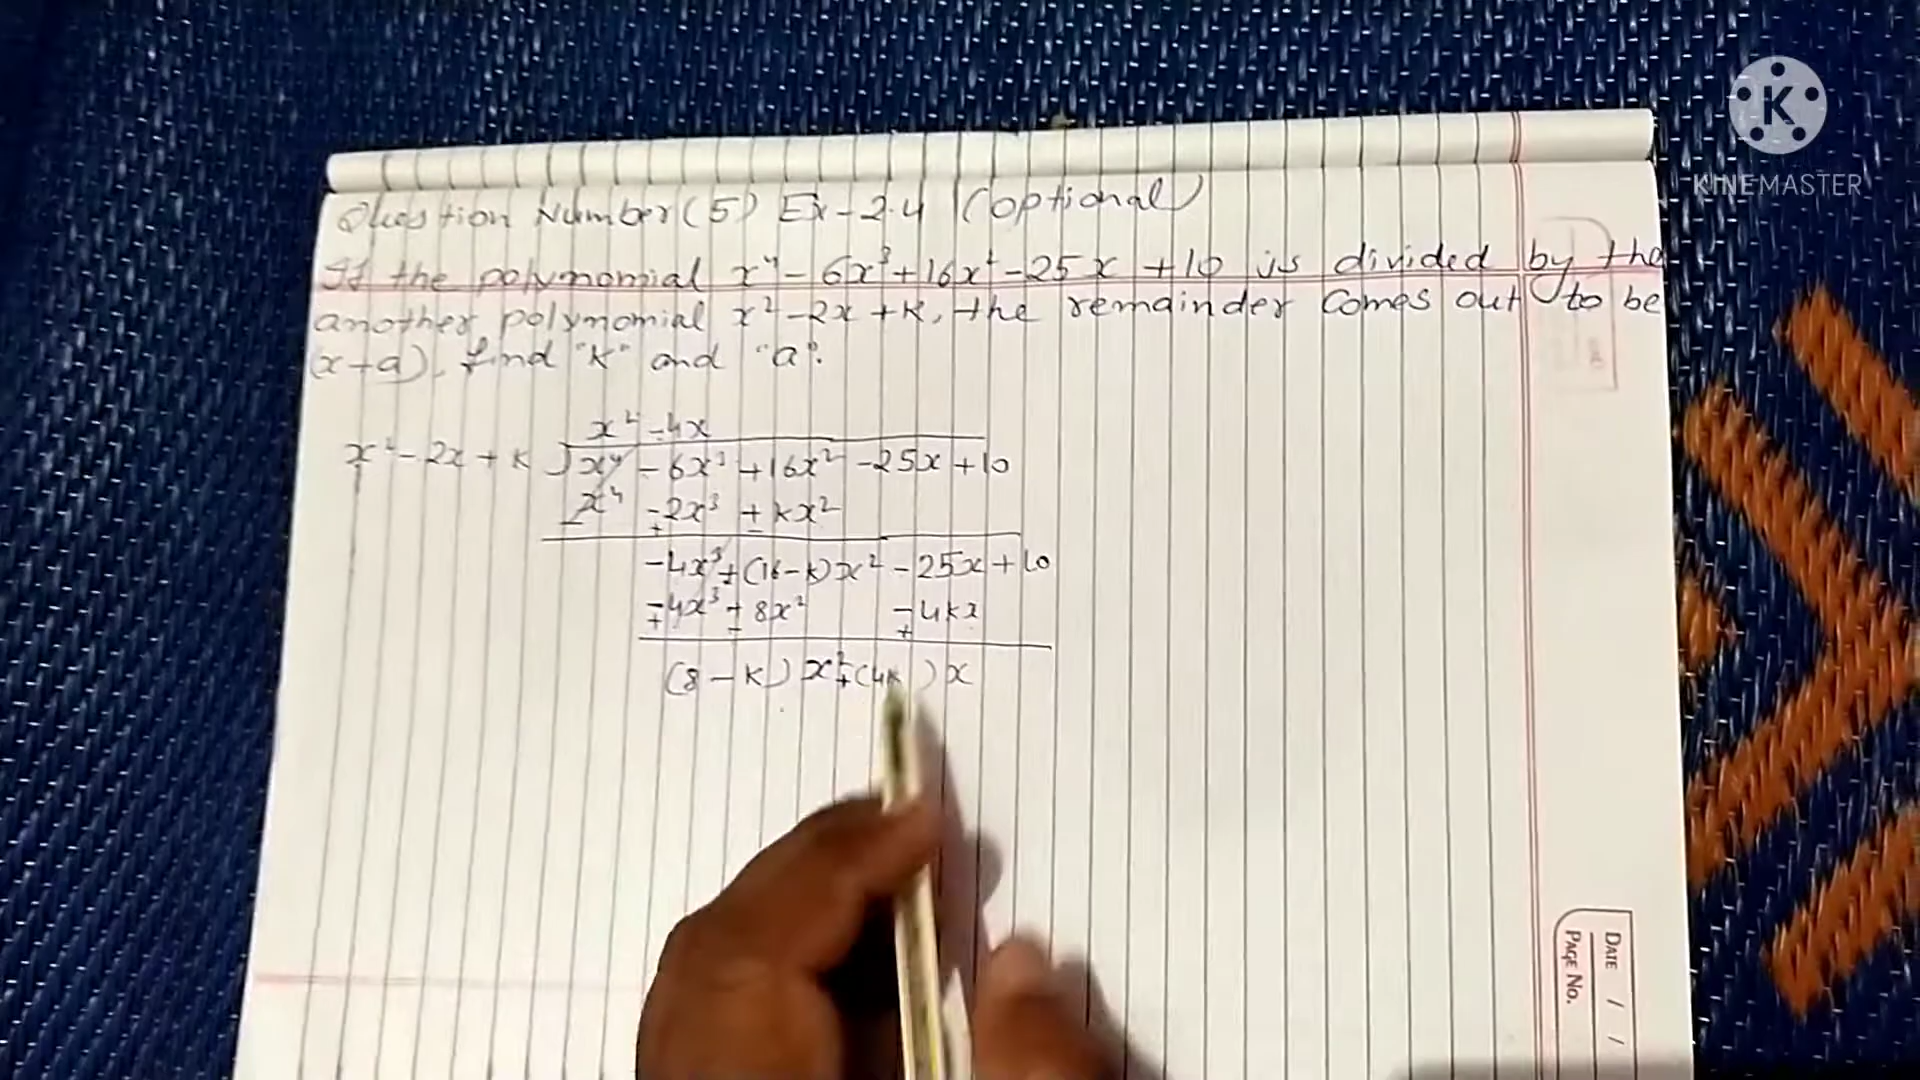 Question Number (5) Ex-2.4 (optional)
If the polynomial x⁴ - 6x³ + 16x² - 25x + 10 is divided by the
another polynomial x² - 2x + k, the remainder comes out to be
(x+a), find "k" and "a".
x² - 4x
x² - 2x + k ) x⁴ - 6x³ + 16x² - 25x + 10
x⁴ - 2x³ + kx²
- + -
-4x³ + (16-k)x² - 25x + 10
-4x³ + 8x² - 4kx
+ - +
(8-k) x² + (4k ) x
K
KINEMASTER
DATE / /
PAGE NO.